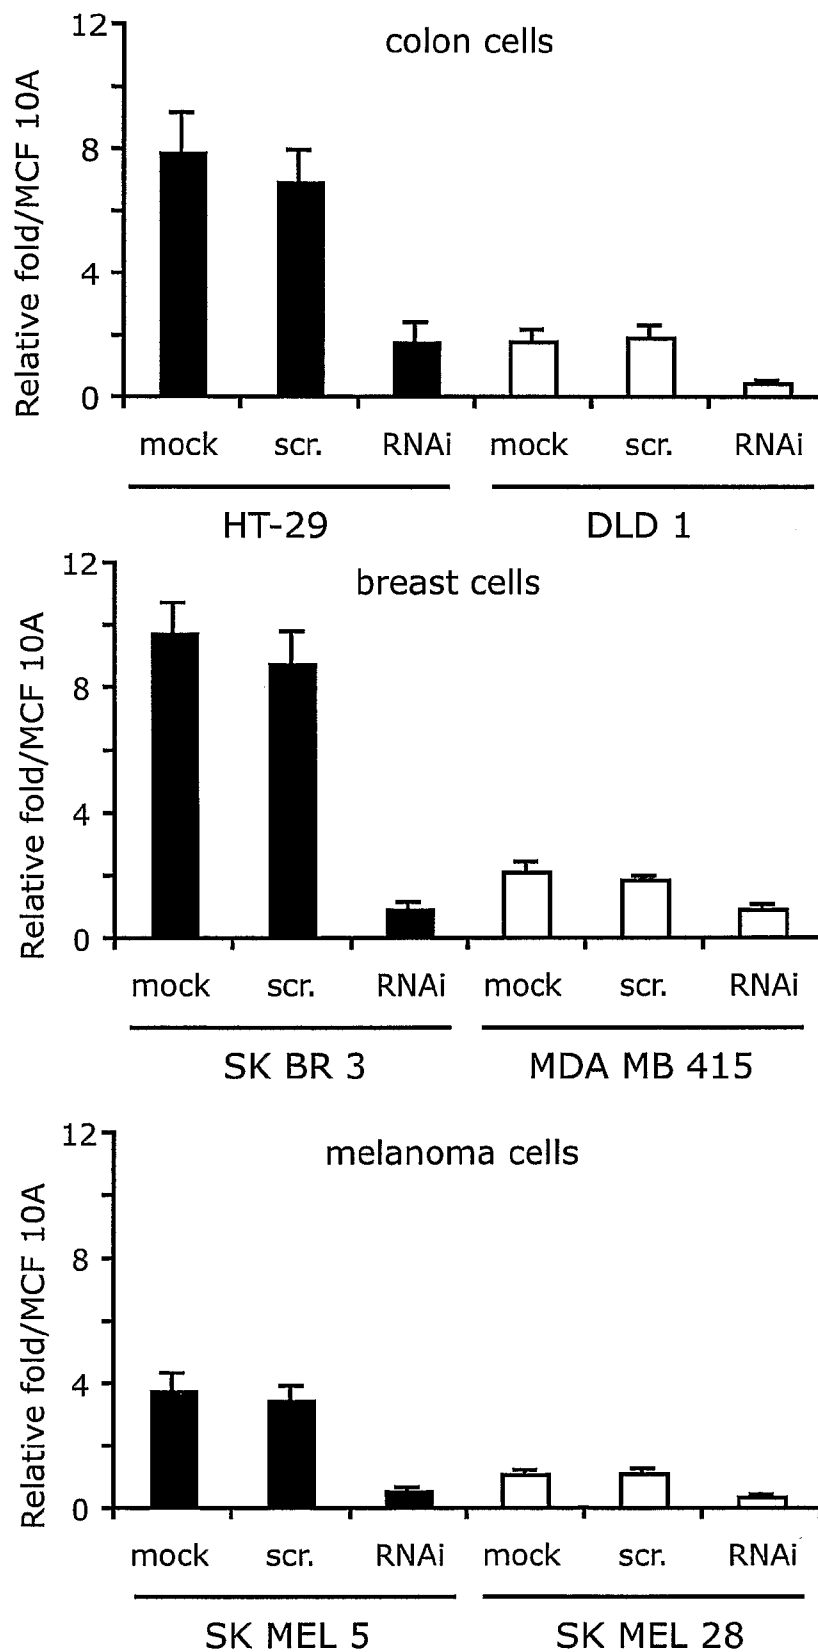 12
colon cells
8
4
0
Relative fold/MCF 10A
mock scr. RNAi mock scr. RNAi
HT-29 DLD 1
12
breast cells
8
4
0
Relative fold/MCF 10A
mock scr. RNAi mock scr. RNAi
SK BR 3 MDA MB 415
12
melanoma cells
8
4
0
Relative fold/MCF 10A
mock scr. RNAi mock scr. RNAi
SK MEL 5 SK MEL 28